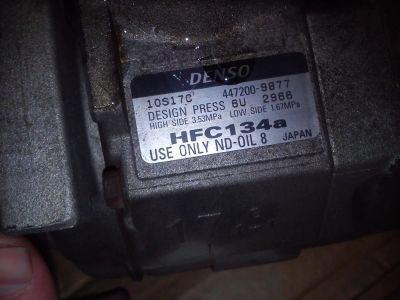 DENSO
10S17C 447200-9877
DESIGN PRESS 6U 2966
HIGH SIDE 3.53MPa LOW SIDE 1.67MPa
HFC134a
USE ONLY ND-OIL 8 JAPAN
178